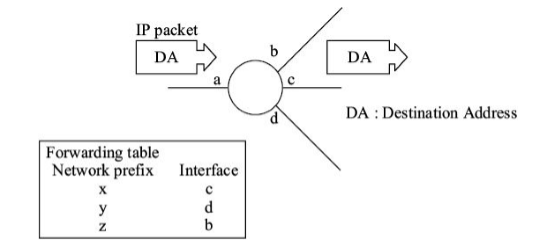 IP packet
DA
DA
a
b
c
d
DA : Destination Address
Forwarding table
Network prefix Interface
x c
y d
z b